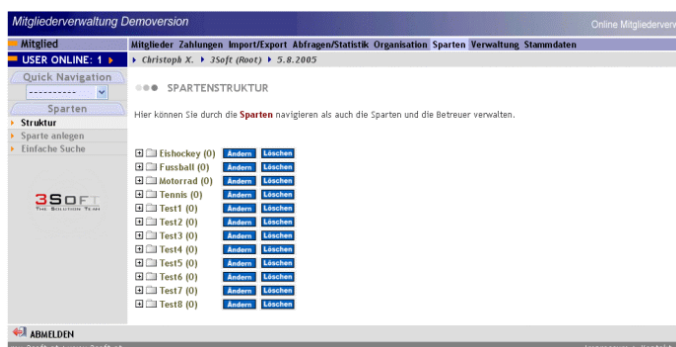 Mitgliederverwaltung Demoversion
Online Mitgliederverv
Mitglied
Mitglieder Zahlungen Import/Export Abfragen/Statistik Organisation Sparten Verwaltung Stammdaten
USER ONLINE: 1
Christoph X. 3Soft (Root) 5.8.2005
Quick Navigation
----------
Sparten
Struktur
Sparte anlegen
Einfache Suche
SPARTENSTRUKTUR
Hier können Sie durch die Sparten navigieren als auch die Sparten und die Betreuer verwalten.
Eishockey (0) Ändern Löschen
Fussball (0) Ändern Löschen
Motorrad (0) Ändern Löschen
Tennis (0) Ändern Löschen
Test1 (0) Ändern Löschen
Test2 (0) Ändern Löschen
Test3 (0) Ändern Löschen
Test4 (0) Ändern Löschen
Test5 (0) Ändern Löschen
Test6 (0) Ändern Löschen
Test7 (0) Ändern Löschen
Test8 (0) Ändern Löschen
3SOFT
The Solution Team
ABMELDEN